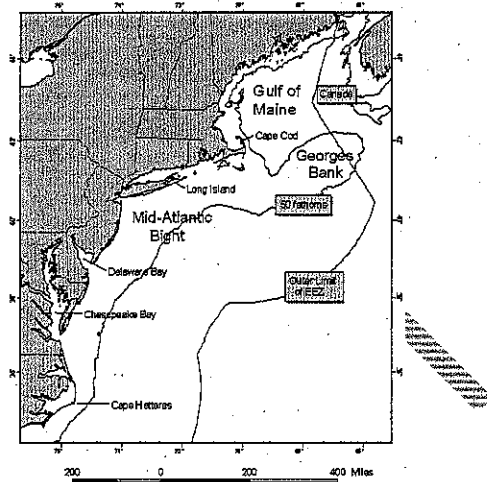 Gulf of
Maine
Canada
Cape Cod
Georges
Bank
Long Island
50 fathoms
Mid-Atlantic
Bight
Delaware Bay
Outer Limit
of EEZ
Chesapeake Bay
Cape Hatteras
200 0 200 400 Miles